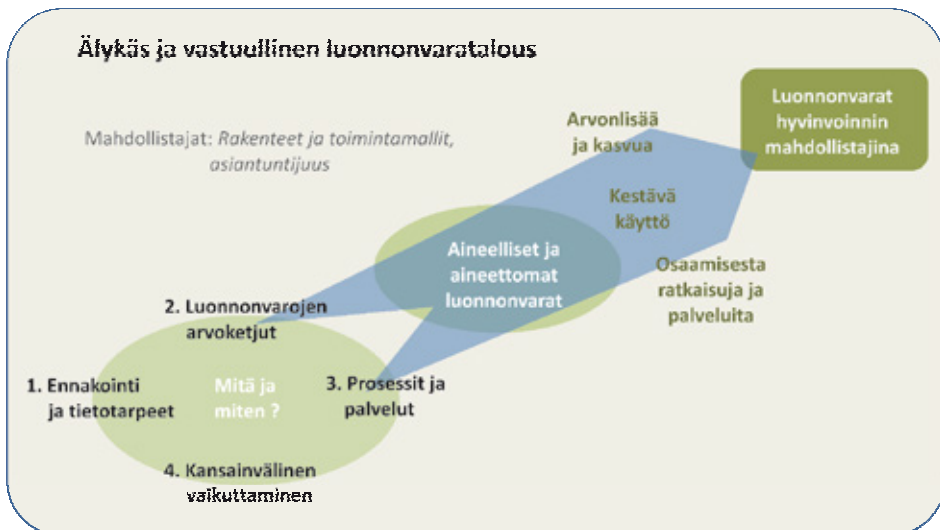 Älykäs ja vastuullinen luonnonvaratalous
Mahdollistajat: Rakenteet ja toimintamallit,
asiantuntijuus
Arvonlisää
ja kasvua
Luonnonvarat
hyvinvoinnin
mahdollistajina
Kestävä
käyttö
Aineelliset ja
aineettomat
luonnonvarat
Osaamisesta
ratkaisuja ja
palveluita
2. Luonnonvarojen
arvoketjut
1. Ennakointi
ja tietotarpeet
Mitä ja
miten ?
3. Prosessit ja
palvelut
4. Kansainvälinen
vaikuttaminen